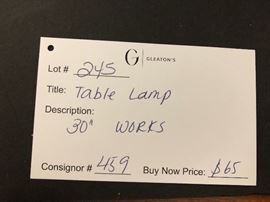 Lot # 245 G GLEATON'S
Title: Table Lamp
Description:
30" WORKS
Consignor # 459 Buy Now Price: $65